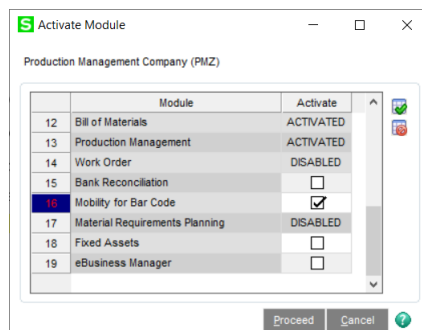 S Activate Module
Production Management Company (PMZ)
Module Activate
12 Bill of Materials ACTIVATED
13 Production Management ACTIVATED
14 Work Order DISABLED
15 Bank Reconciliation
16 Mobility for Bar Code
17 Material Requirements Planning DISABLED
18 Fixed Assets
19 eBusiness Manager
Proceed Cancel ?